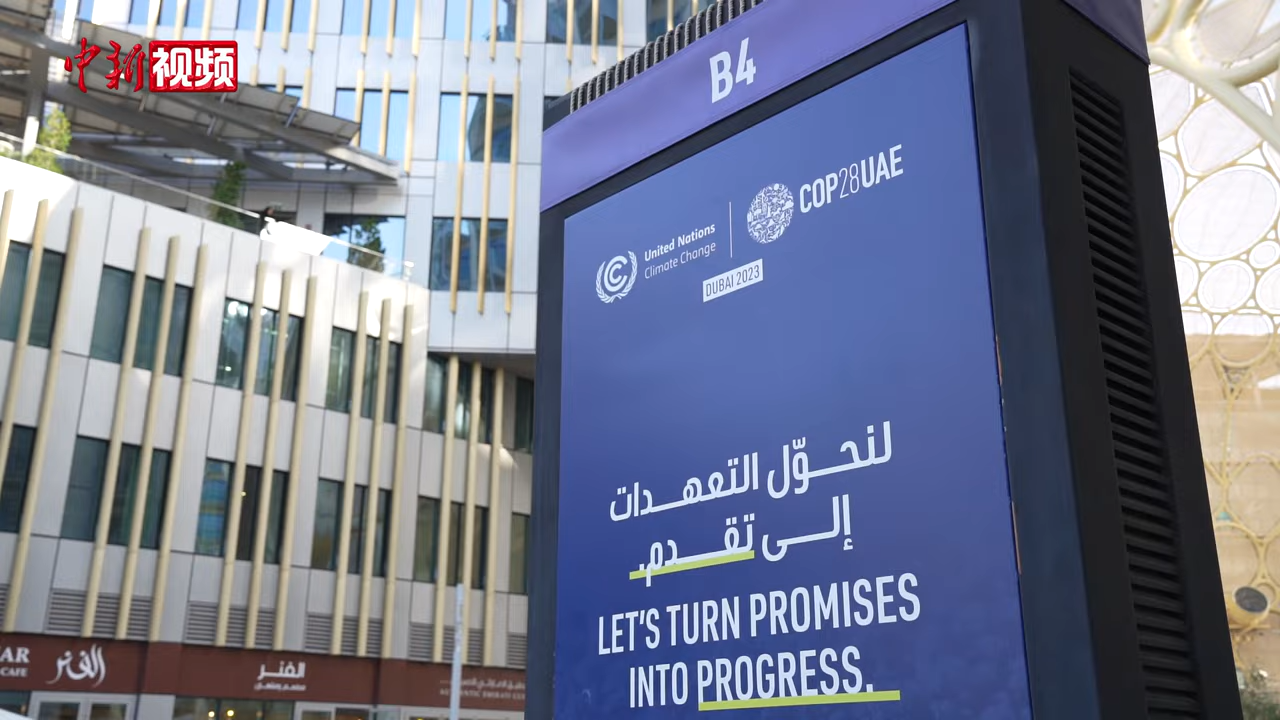 中新视频
B4
United Nations
Climate Change
COP28UAE
DUBAI 2023
لنحوّل التعهدات
إلى تقدم.
LET'S TURN PROMISES
INTO PROGRESS.
CAFE
الفنر
الفنر